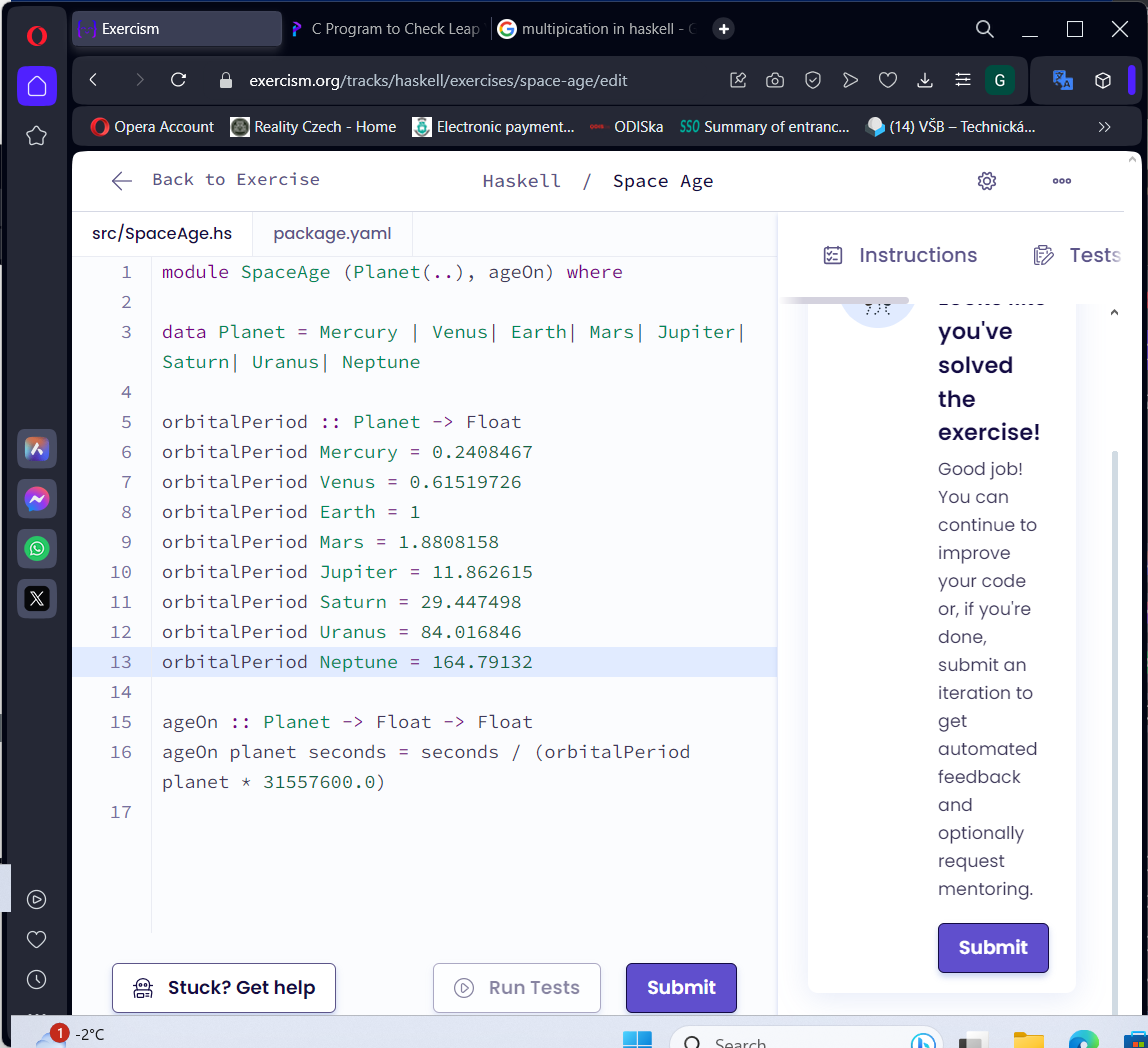 Exercism
C Program to Check Leap
multipication in haskell -
exercism.org/tracks/haskell/exercises/space-age/edit
G
Opera Account
Reality Czech - Home
Electronic payment...
ODISka
SSO Summary of entranc...
(14) VŠB – Technická...
Back to Exercise
Haskell / Space Age
src/SpaceAge.hs
package.yaml
Instructions
Tests
1 module SpaceAge (Planet(..), ageOn) where
2
3 data Planet = Mercury | Venus| Earth| Mars| Jupiter|
Saturn| Uranus| Neptune
4
5 orbitalPeriod :: Planet -> Float
6 orbitalPeriod Mercury = 0.2408467
7 orbitalPeriod Venus = 0.61519726
8 orbitalPeriod Earth = 1
9 orbitalPeriod Mars = 1.8808158
10 orbitalPeriod Jupiter = 11.862615
11 orbitalPeriod Saturn = 29.447498
12 orbitalPeriod Uranus = 84.016846
13 orbitalPeriod Neptune = 164.79132
14
15 ageOn :: Planet -> Float -> Float
16 ageOn planet seconds = seconds / (orbitalPeriod
planet * 31557600.0)
17
you've
solved
the
exercise!
Good job!
You can
continue to
improve
your code
or, if you're
done,
submit an
iteration to
get
automated
feedback
and
optionally
request
mentoring.
Submit
Stuck? Get help
Run Tests
Submit
1
-2°C
Search